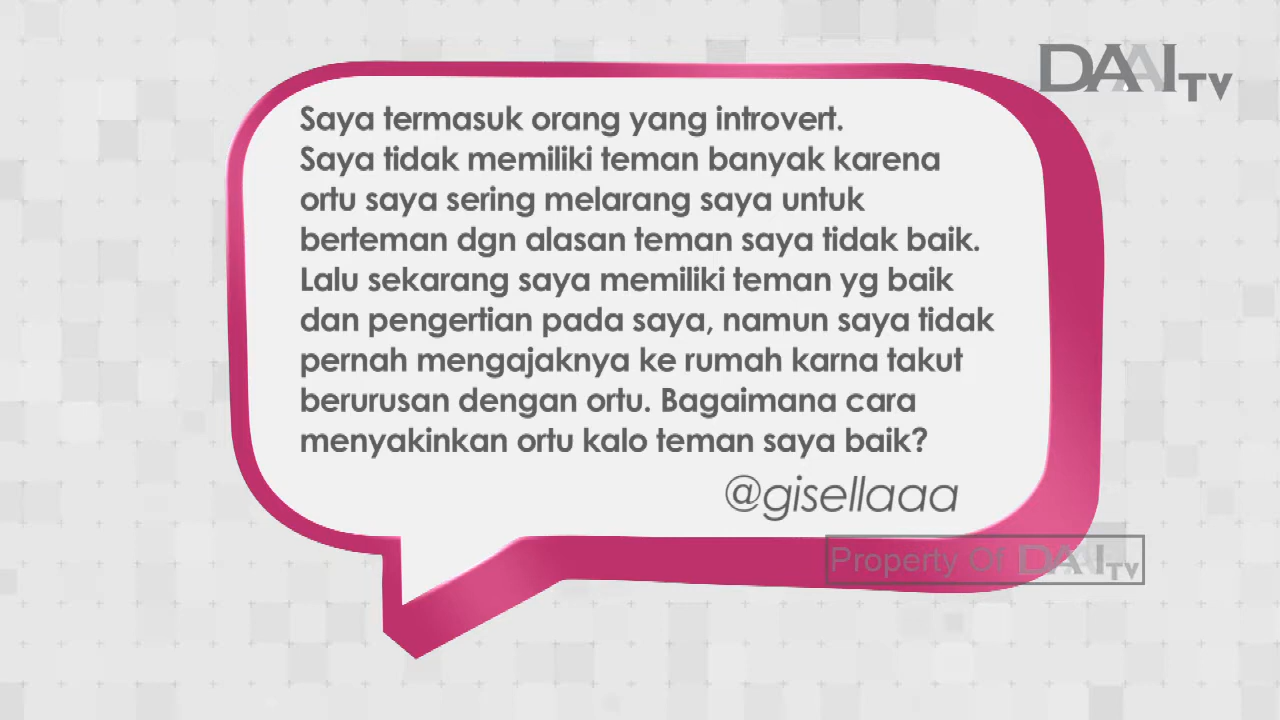 DAAI TV
Saya termasuk orang yang introvert.
Saya tidak memiliki teman banyak karena
ortu saya sering melarang saya untuk
berteman dgn alasan teman saya tidak baik.
Lalu sekarang saya memiliki teman yg baik
dan pengertian pada saya, namun saya tidak
pernah mengajaknya ke rumah karna takut
berurusan dengan ortu. Bagaimana cara
menyakinkan ortu kalo teman saya baik?
@gisellaaa
Property Of DAAI TV